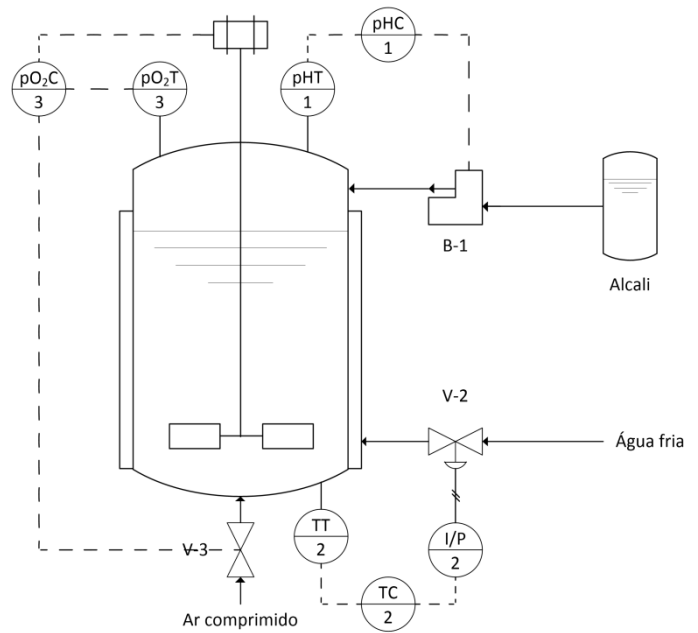 pHC
1
pO₂C
3
pO₂T
3
pHT
1
B-1
Alcali
V-2
Água fria
TT
2
I/P
2
V-3
TC
2
Ar comprimido